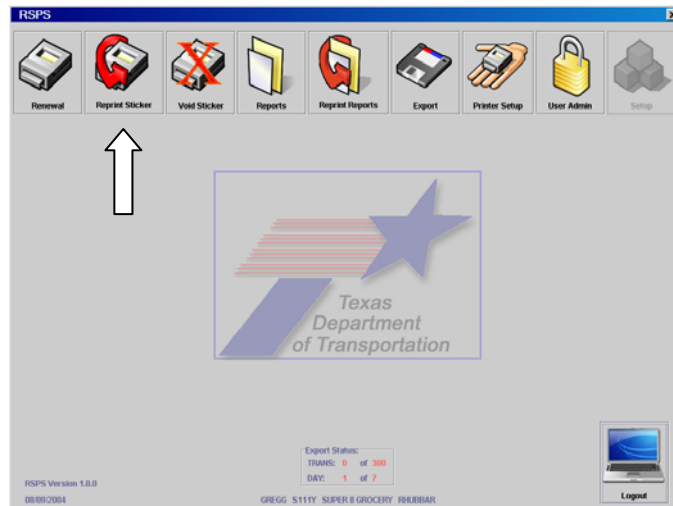 RSPS
Renewal
Reprint Sticker
Void Sticker
Reports
Reprint Reports
Export
Printer Setup
User Admin
Setup
Texas
Department
of Transportation
Export Status:
TRANS: 0 of 300
DAY: 1 of 7
RSPS Version 1.0.0
08/09/2004
GREGG S111Y SUPER 8 GROCERY RHUBBAR
Logout